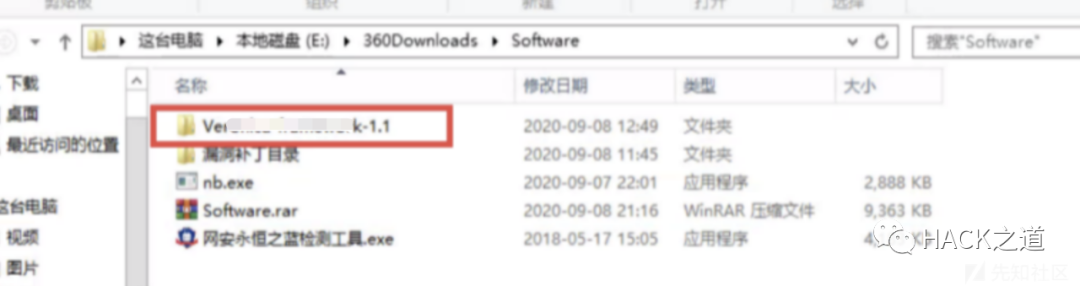 剪贴板 组织 新建 打开 选择
这台电脑 本地磁盘 (E:) 360Downloads Software 搜索"Software"
下载
桌面
最近访问的位置
这台电脑
视频
图片
名称 修改日期 类型 大小
-1.1 2020-09-08 12:49 文件夹
漏洞补丁目录 2020-09-08 11:45 文件夹
nb.exe 2020-09-07 22:01 应用程序 2,888 KB
Software.rar 2020-09-08 21:16 WinRAR 压缩文件 9,363 KB
网安永恒之蓝检测工具.exe 2018-05-17 15:05 应用程序
HACK之道
先知社区